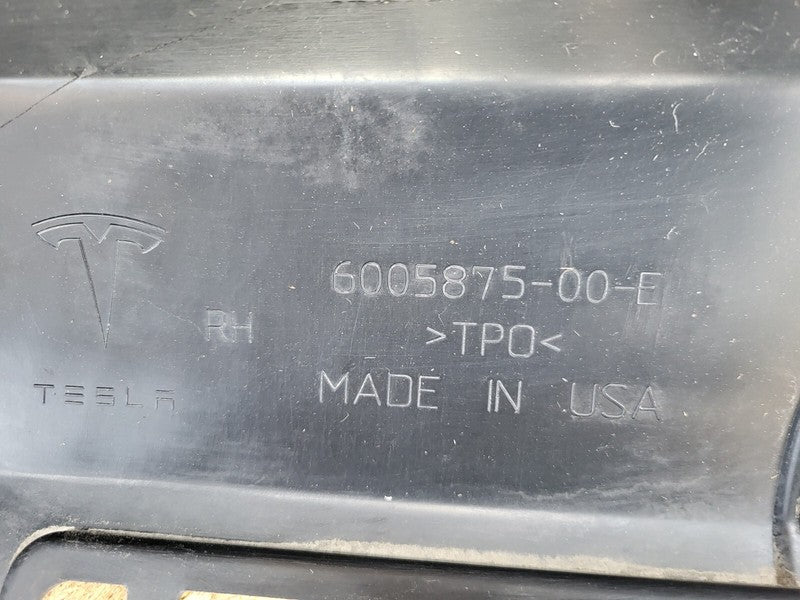 6005875-00-E
RH
>TPO<
TESLA
MADE IN USA